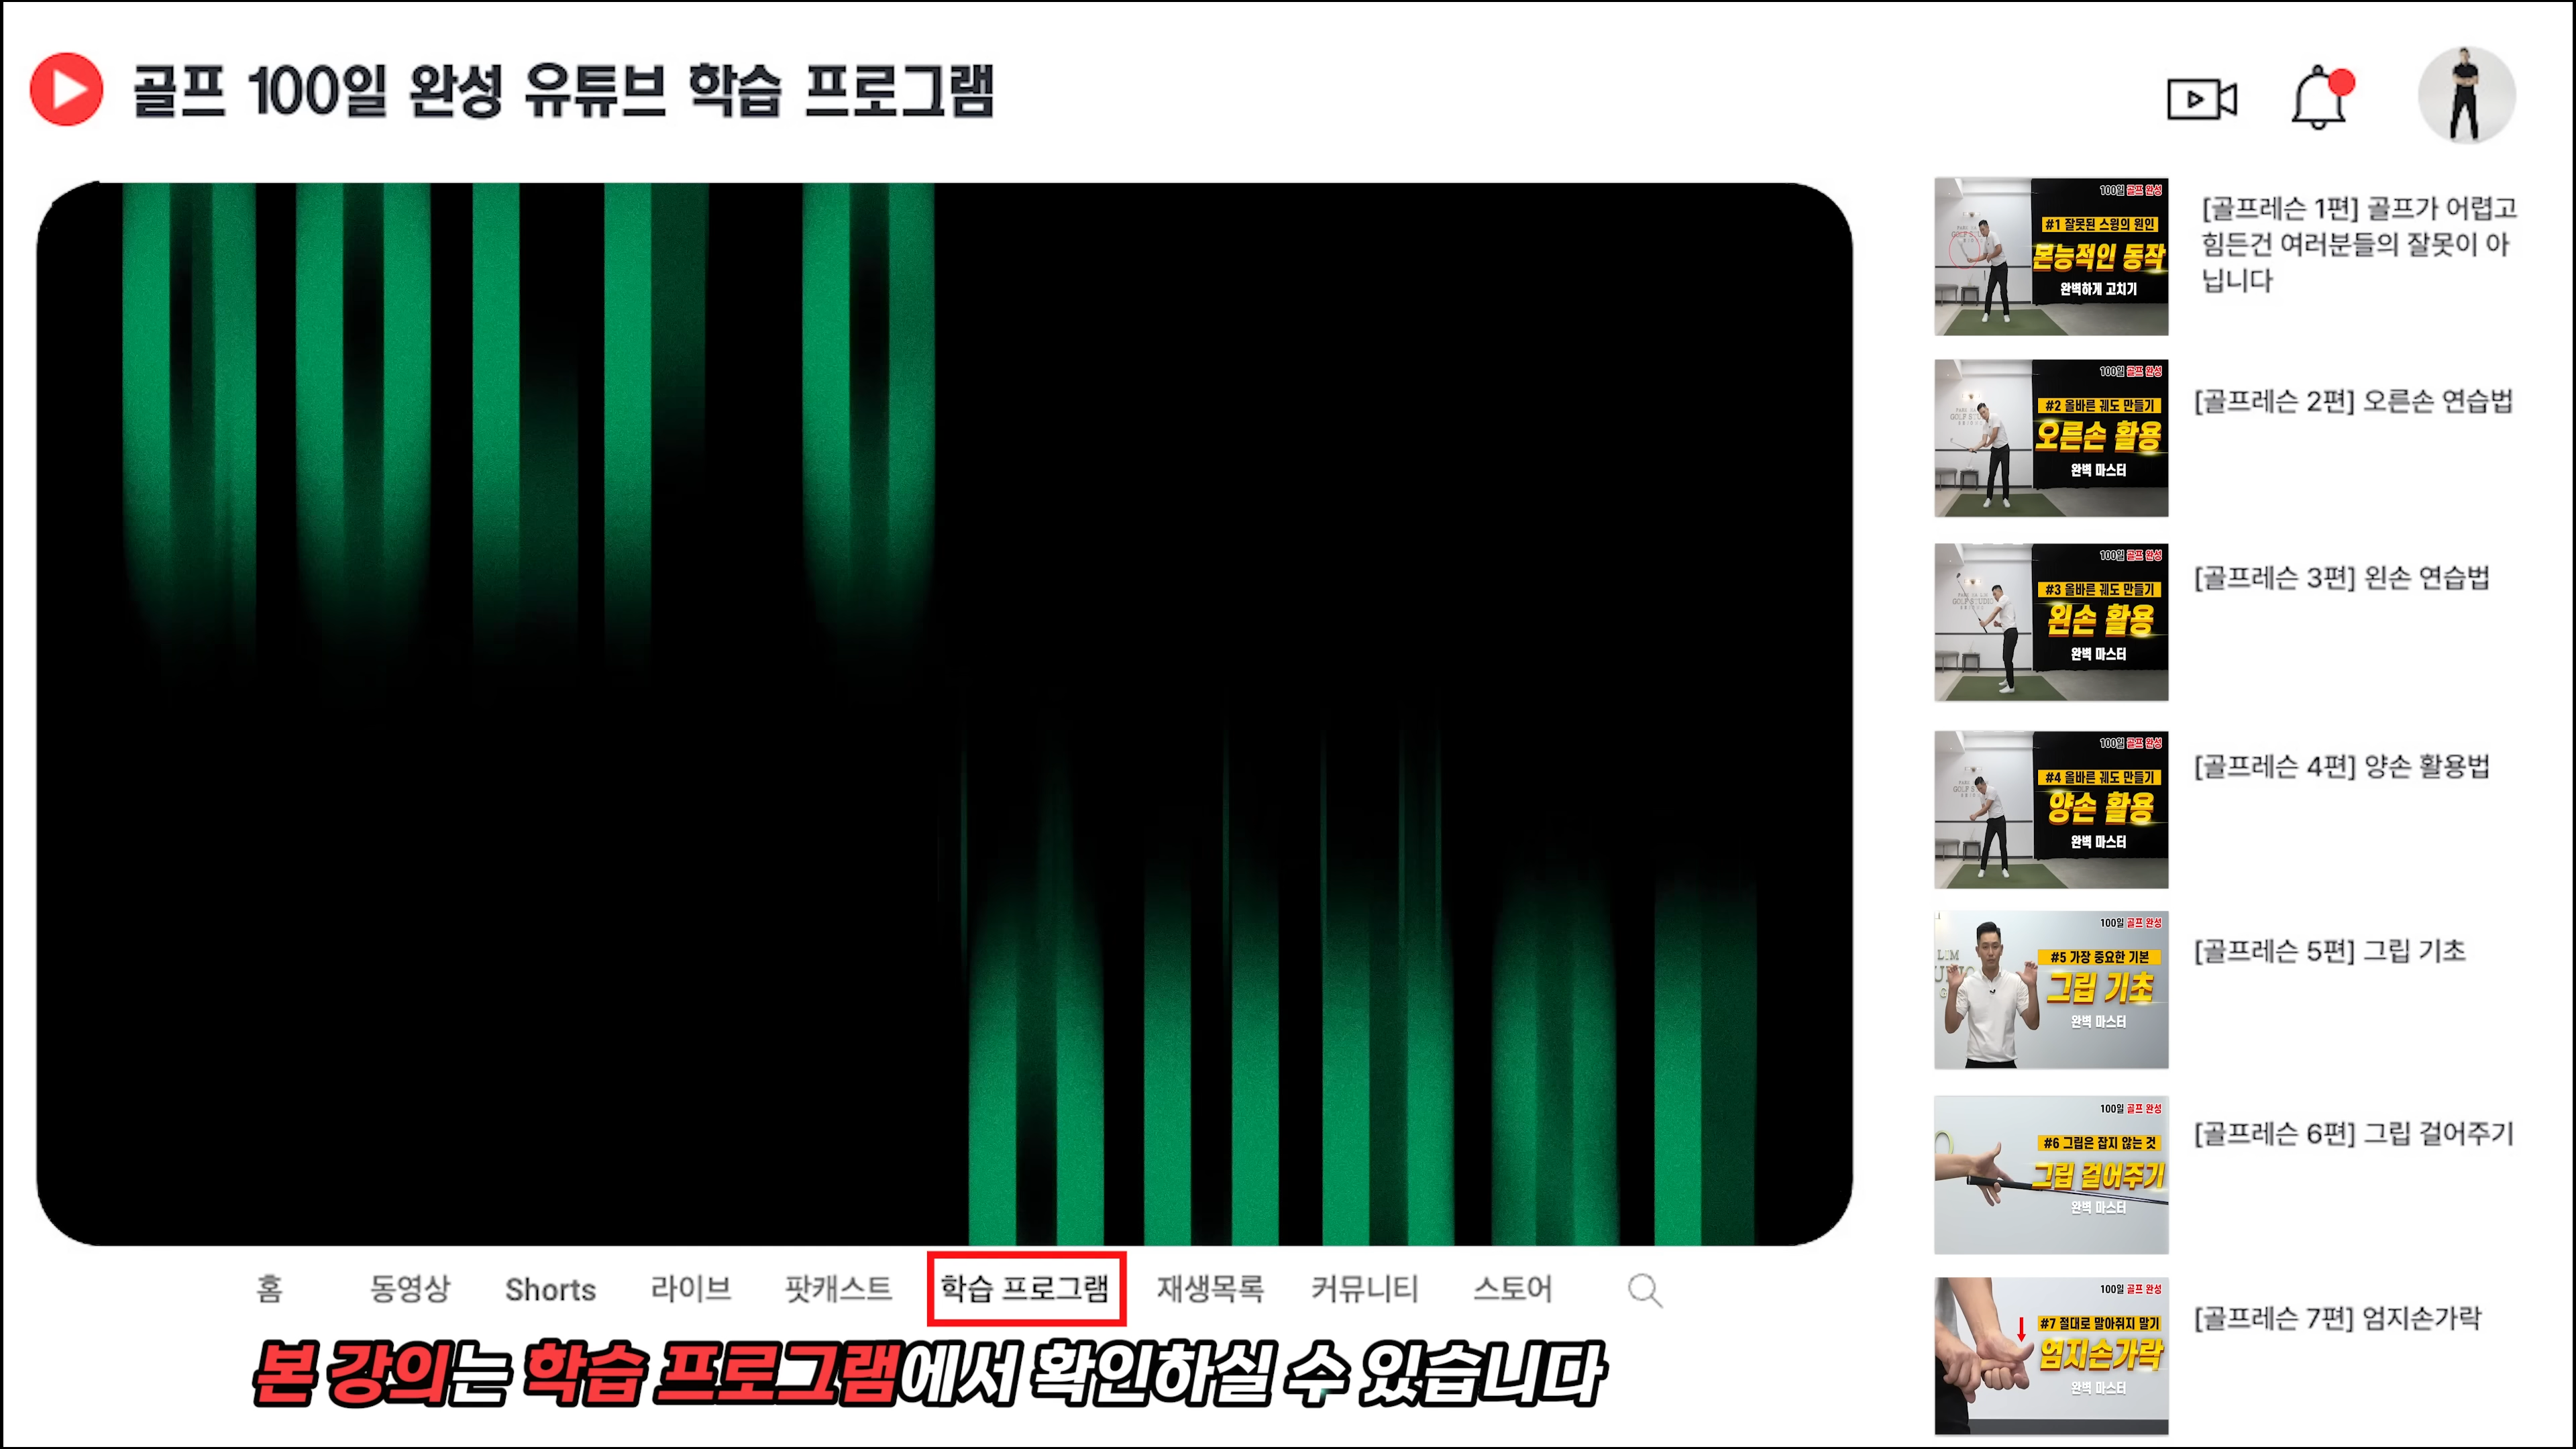 골프 100일 완성 유튜브 학습 프로그램
100일 골프 완성
#1 잘못된 스윙의 원인
본능적인 동작
완벽하게 고치기
[골프레슨 1편] 골프가 어렵고
힘든건 여러분들의 잘못이 아
닙니다
100일 골프 완성
#2 올바른 궤도 만들기
오른손 활용
완벽 마스터
[골프레슨 2편] 오른손 연습법
100일 골프 완성
#3 올바른 궤도 만들기
왼손 활용
완벽 마스터
[골프레슨 3편] 왼손 연습법
100일 골프 완성
#4 올바른 궤도 만들기
양손 활용
완벽 마스터
[골프레슨 4편] 양손 활용법
100일 골프 완성
#5 가장 중요한 기본
그립 기초
완벽 마스터
[골프레슨 5편] 그립 기초
100일 골프 완성
#6 그립은 잡지 않는 것
그립 걸어주기
완벽 마스터
[골프레슨 6편] 그립 걸어주기
100일 골프 완성
#7 절대로 말아쥐지 말기
엄지손가락
완벽 마스터
[골프레슨 7편] 엄지손가락
홈 동영상 Shorts 라이브 팟캐스트 학습 프로그램 재생목록 커뮤니티 스토어
본 강의는 학습 프로그램에서 확인하실 수 있습니다